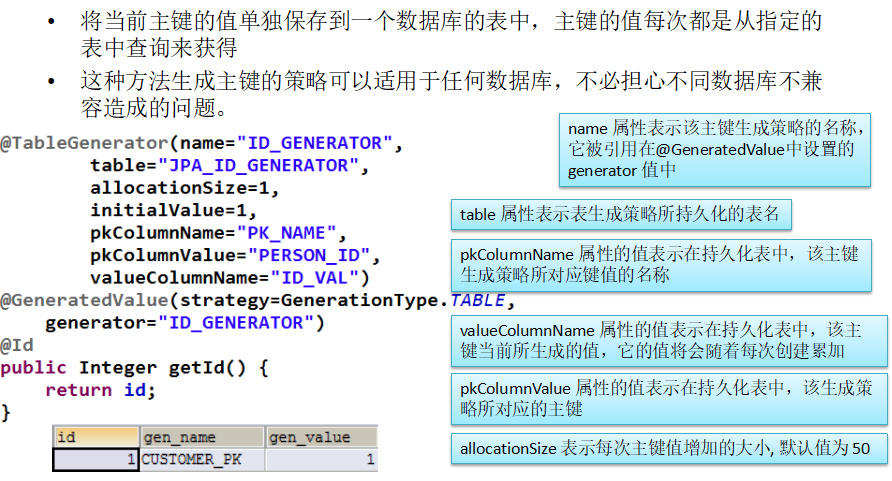 • 将当前主键的值单独保存到一个数据库的表中，主键的值每次都是从指定的
表中查询来获得
• 这种方法生成主键的策略可以适用于任何数据库，不必担心不同数据库不兼
容造成的问题。
@TableGenerator(name="ID_GENERATOR",
table="JPA_ID_GENERATOR",
allocationSize=1,
initialValue=1,
pkColumnName="PK_NAME",
pkColumnValue="PERSON_ID",
valueColumnName="ID_VAL")
@GeneratedValue(strategy=GenerationType.TABLE,
generator="ID_GENERATOR")
@Id
public Integer getId() {
return id;
}
id gen_name gen_value
1 CUSTOMER_PK 1
name 属性表示该主键生成策略的名称，
它被引用在@GeneratedValue中设置的
generator 值中
table 属性表示表生成策略所持久化的表名
pkColumnName 属性的值表示在持久化表中，该主键
生成策略所对应键值的名称
valueColumnName 属性的值表示在持久化表中，该主
键当前所生成的值，它的值将会随着每次创建累加
pkColumnValue 属性的值表示在持久化表中，该生成策
略所对应的主键
allocationSize 表示每次主键值增加的大小, 默认值为 50